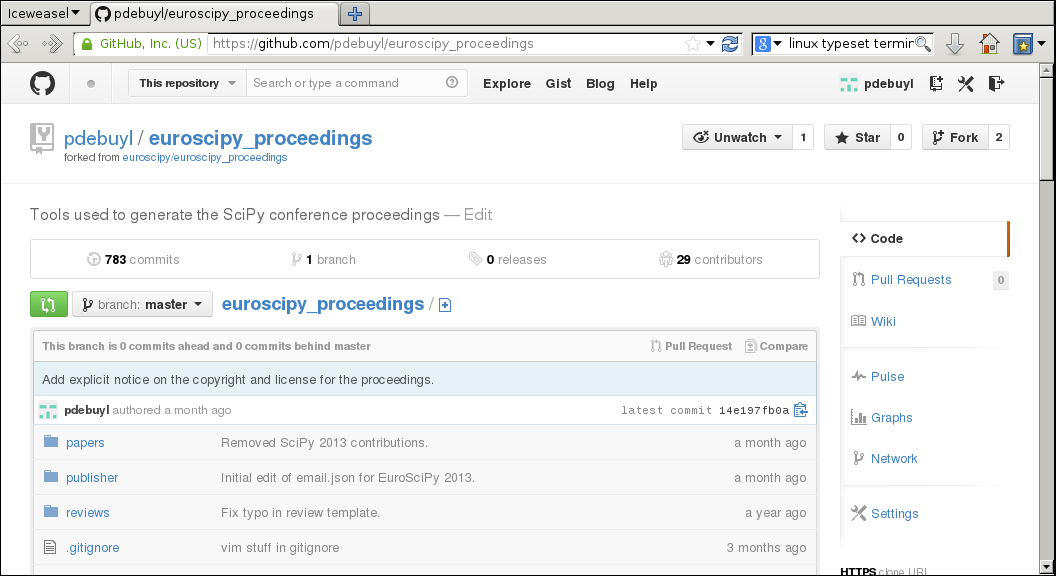 Iceweasel pdebuyl/euroscipy_proceedings
GitHub, Inc. (US) https://github.com/pdebuyl/euroscipy_proceedings 8 linux typeset termin
This repository Search or type a command Explore Gist Blog Help pdebuyl
pdebuyl / euroscipy_proceedings
forked from euroscipy/euroscipy_proceedings
Unwatch 1 Star 0 Fork 2
Tools used to generate the SciPy conference proceedings — Edit
783 commits 1 branch 0 releases 29 contributors
branch: master euroscipy_proceedings /
This branch is 0 commits ahead and 0 commits behind master Pull Request Compare
Add explicit notice on the copyright and license for the proceedings.
pdebuyl authored a month ago latest commit 14e197fb0a
papers Removed SciPy 2013 contributions. a month ago
publisher Initial edit of email.json for EuroSciPy 2013. a month ago
reviews Fix typo in review template. a year ago
.gitignore vim stuff in gitignore 3 months ago
Code
Pull Requests 0
Wiki
Pulse
Graphs
Network
Settings
HTTPS clone URL